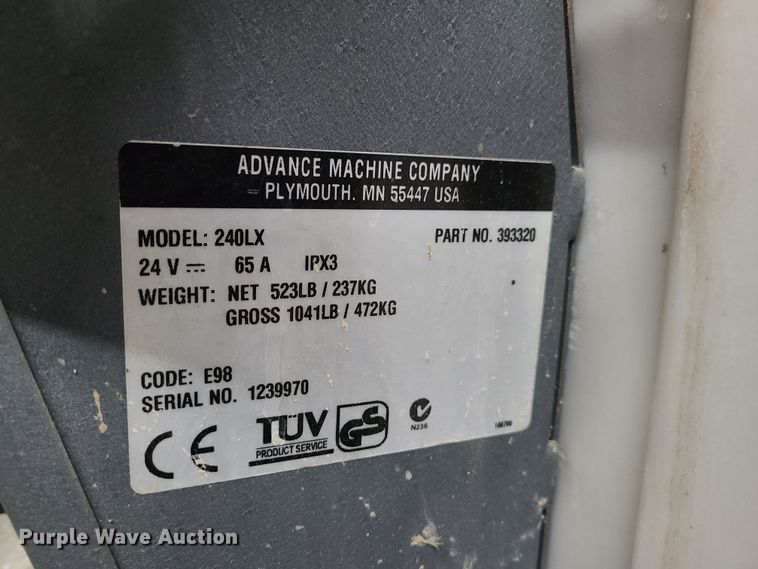 ADVANCE MACHINE COMPANY
PLYMOUTH, MN 55447 USA
MODEL: 240LX PART NO. 393320
24 V 65 A IPX3
WEIGHT: NET 523LB / 237KG
GROSS 1041LB / 472KG
CODE: E98
SERIAL NO. 1239970
CE TÜV GS
PRODUCT SERVICE
N236
Purple Wave Auction